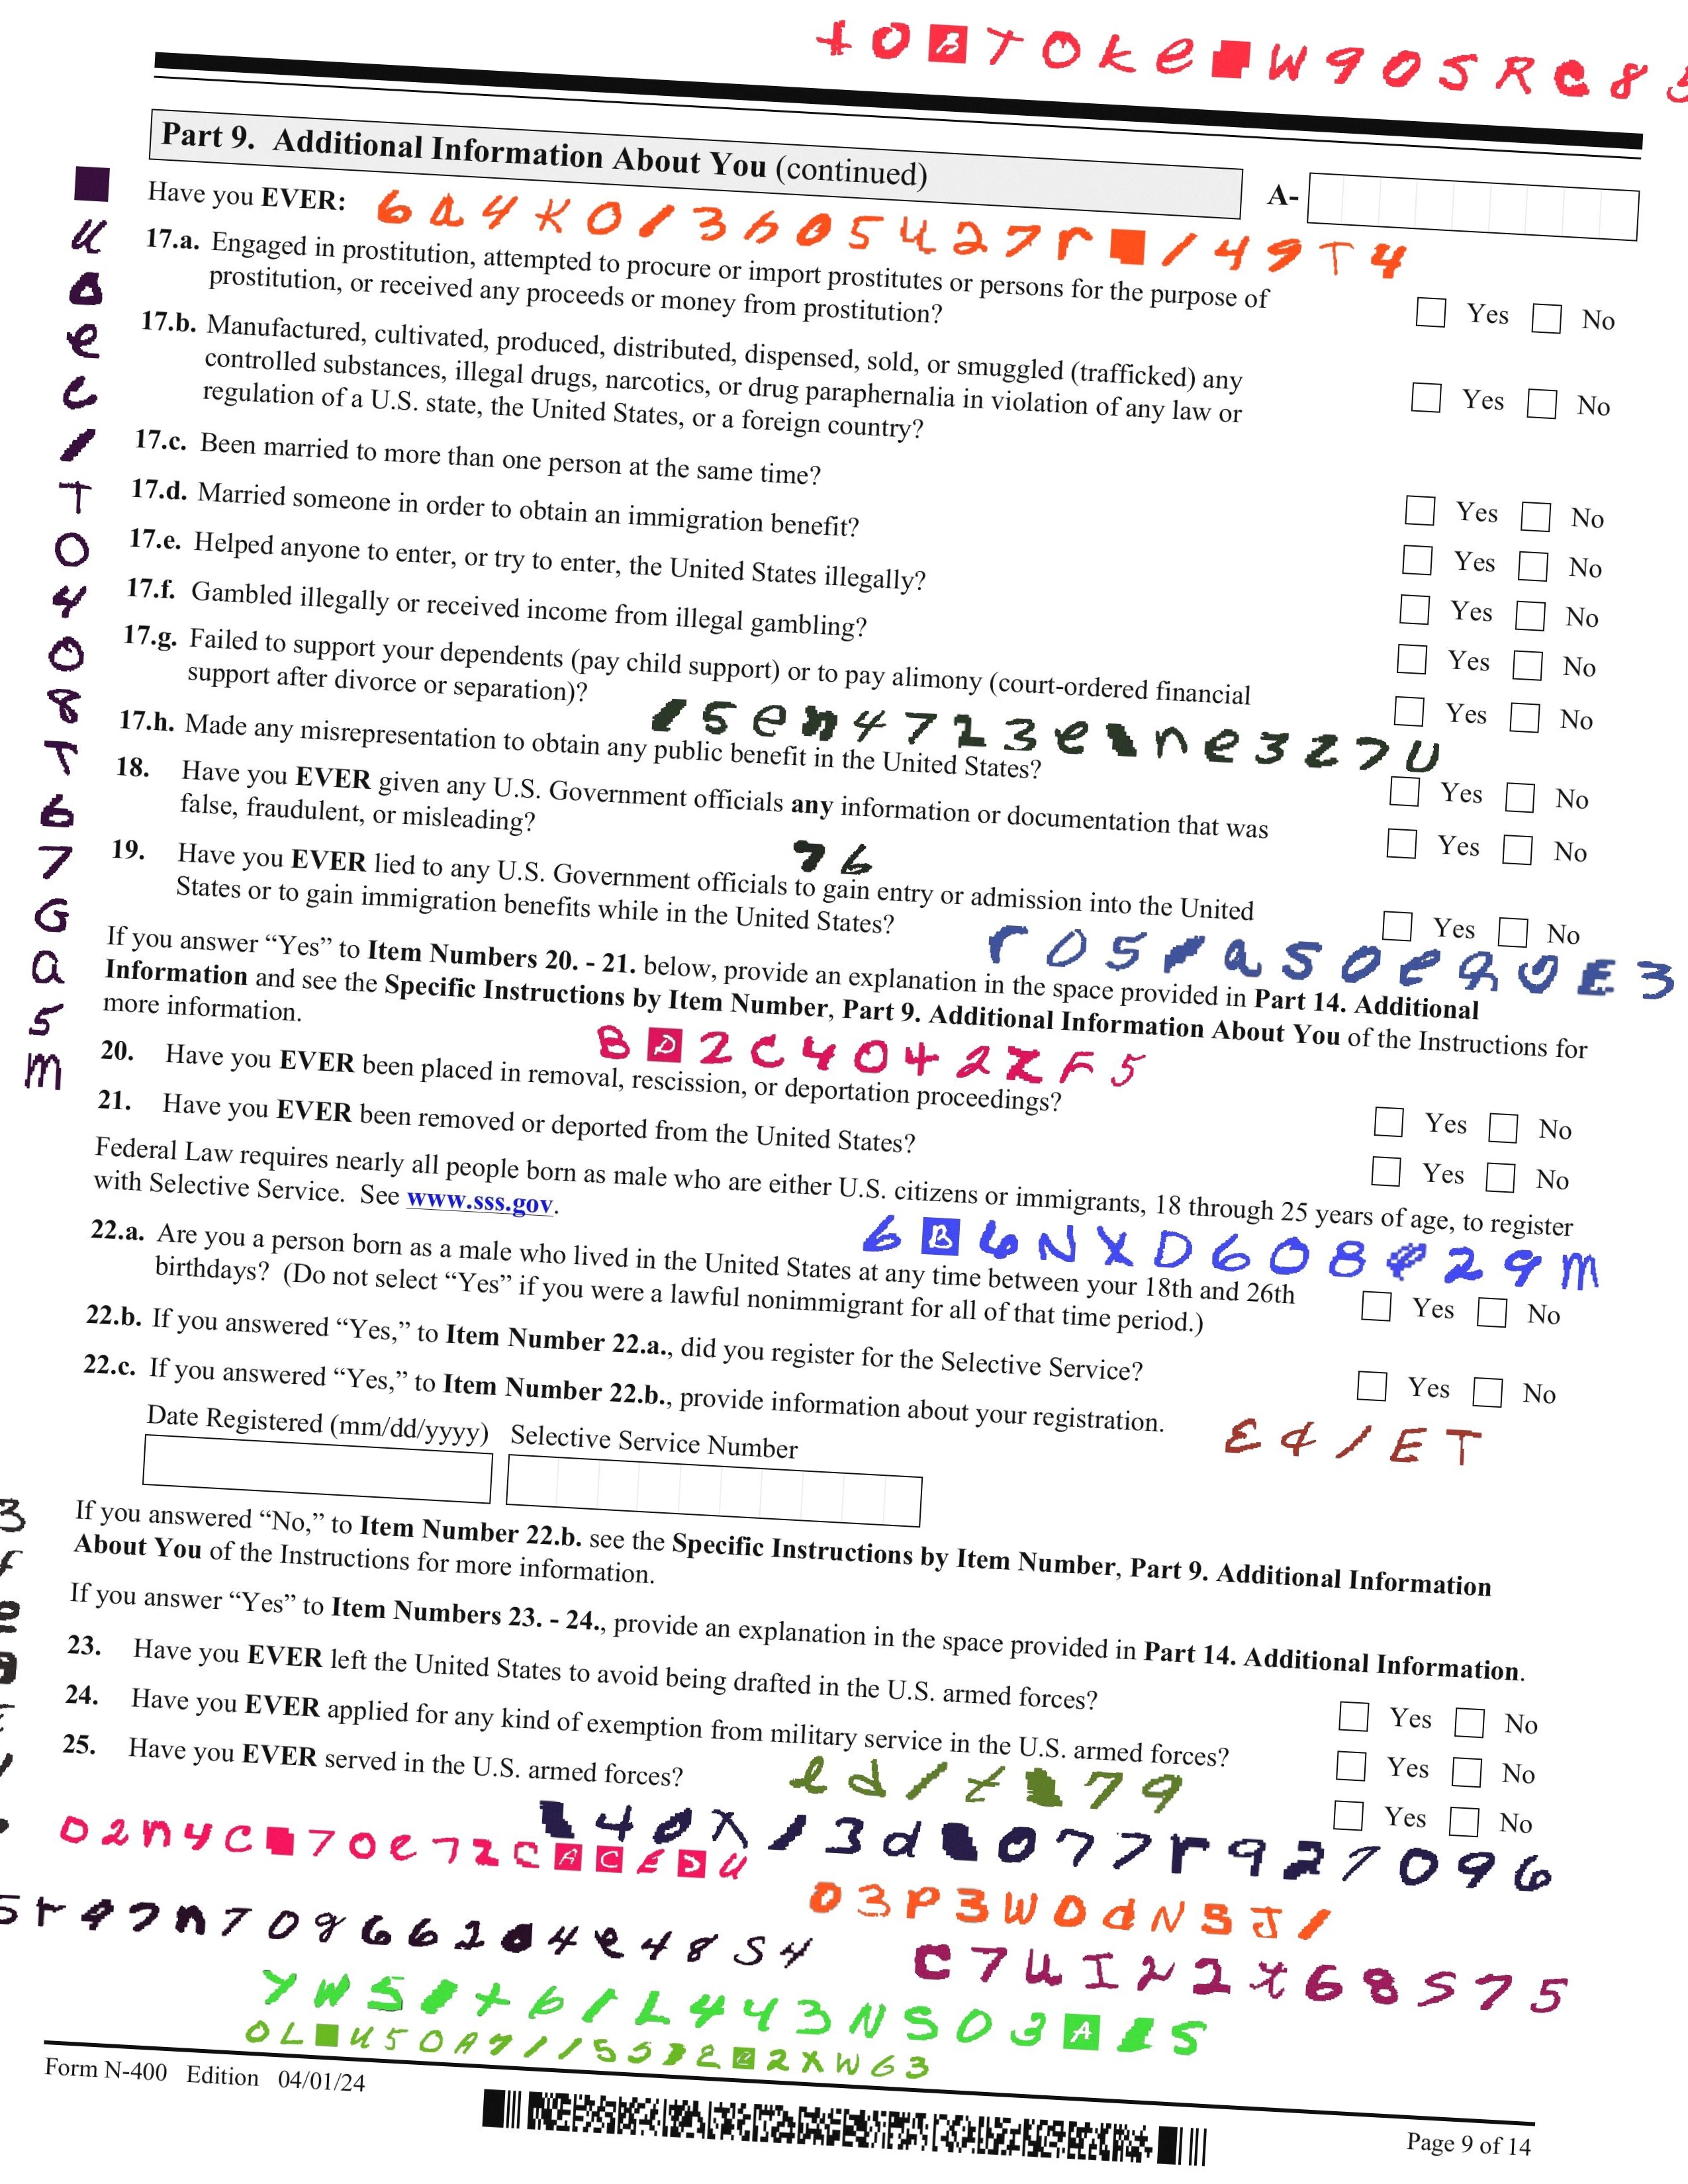 Part 9. Additional Information About You (continued)
A-
Have you EVER:
17.a. Engaged in prostitution, attempted to procure or import prostitutes or persons for the purpose of
prostitution, or received any proceeds or money from prostitution?
Yes No
17.b. Manufactured, cultivated, produced, distributed, dispensed, sold, or smuggled (trafficked) any
controlled substances, illegal drugs, narcotics, or drug paraphernalia in violation of any law or
regulation of a U.S. state, the United States, or a foreign country?
Yes No
17.c. Been married to more than one person at the same time?
Yes No
17.d. Married someone in order to obtain an immigration benefit?
Yes No
17.e. Helped anyone to enter, or try to enter, the United States illegally?
Yes No
17.f. Gambled illegally or received income from illegal gambling?
Yes No
17.g. Failed to support your dependents (pay child support) or to pay alimony (court-ordered financial
support after divorce or separation)?
Yes No
17.h. Made any misrepresentation to obtain any public benefit in the United States?
Yes No
18. Have you EVER given any U.S. Government officials any information or documentation that was
false, fraudulent, or misleading?
Yes No
76
19. Have you EVER lied to any U.S. Government officials to gain entry or admission into the United
States or to gain immigration benefits while in the United States?
Yes No
If you answer “Yes” to Item Numbers 20. - 21. below, provide an explanation in the space provided in Part 14. Additional
Information and see the Specific Instructions by Item Number, Part 9. Additional Information About You of the Instructions for
more information.
20. Have you EVER been placed in removal, rescission, or deportation proceedings?
Yes No
21. Have you EVER been removed or deported from the United States?
Yes No
Federal Law requires nearly all people born as male who are either U.S. citizens or immigrants, 18 through 25 years of age, to register
with Selective Service. See www.sss.gov.
22.a. Are you a person born as a male who lived in the United States at any time between your 18th and 26th
birthdays? (Do not select “Yes” if you were a lawful nonimmigrant for all of that time period.)
Yes No
22.b. If you answered “Yes,” to Item Number 22.a., did you register for the Selective Service?
Yes No
22.c. If you answered “Yes,” to Item Number 22.b., provide information about your registration.
Date Registered (mm/dd/yyyy) Selective Service Number
If you answered “No,” to Item Number 22.b. see the Specific Instructions by Item Number, Part 9. Additional Information
About You of the Instructions for more information.
If you answer “Yes” to Item Numbers 23. - 24., provide an explanation in the space provided in Part 14. Additional Information.
23. Have you EVER left the United States to avoid being drafted in the U.S. armed forces?
Yes No
24. Have you EVER applied for any kind of exemption from military service in the U.S. armed forces?
Yes No
25. Have you EVER served in the U.S. armed forces?
Yes No
03P3WOdNSJ/
Form N-400 Edition 04/01/24
Page 9 of 14